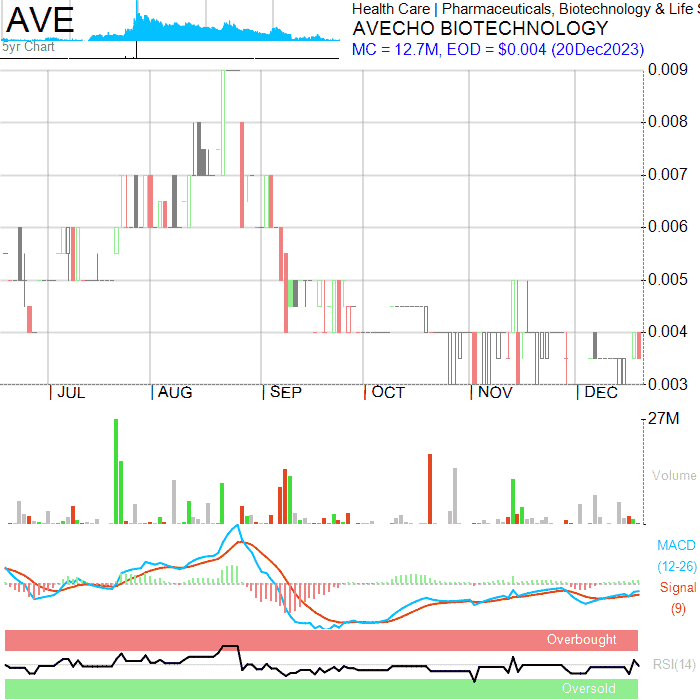 AVE
5yr Chart
Health Care | Pharmaceuticals, Biotechnology & Life
AVECHO BIOTECHNOLOGY
MC = 12.7M, EOD = $0.004 (20Dec2023)
0.009
0.008
0.007
0.006
0.005
0.004
0.003
JUL
AUG
SEP
OCT
NOV
DEC
27M
Volume
MACD
(12-26)
Signal
(9)
Overbought
RSI(14)
Oversold